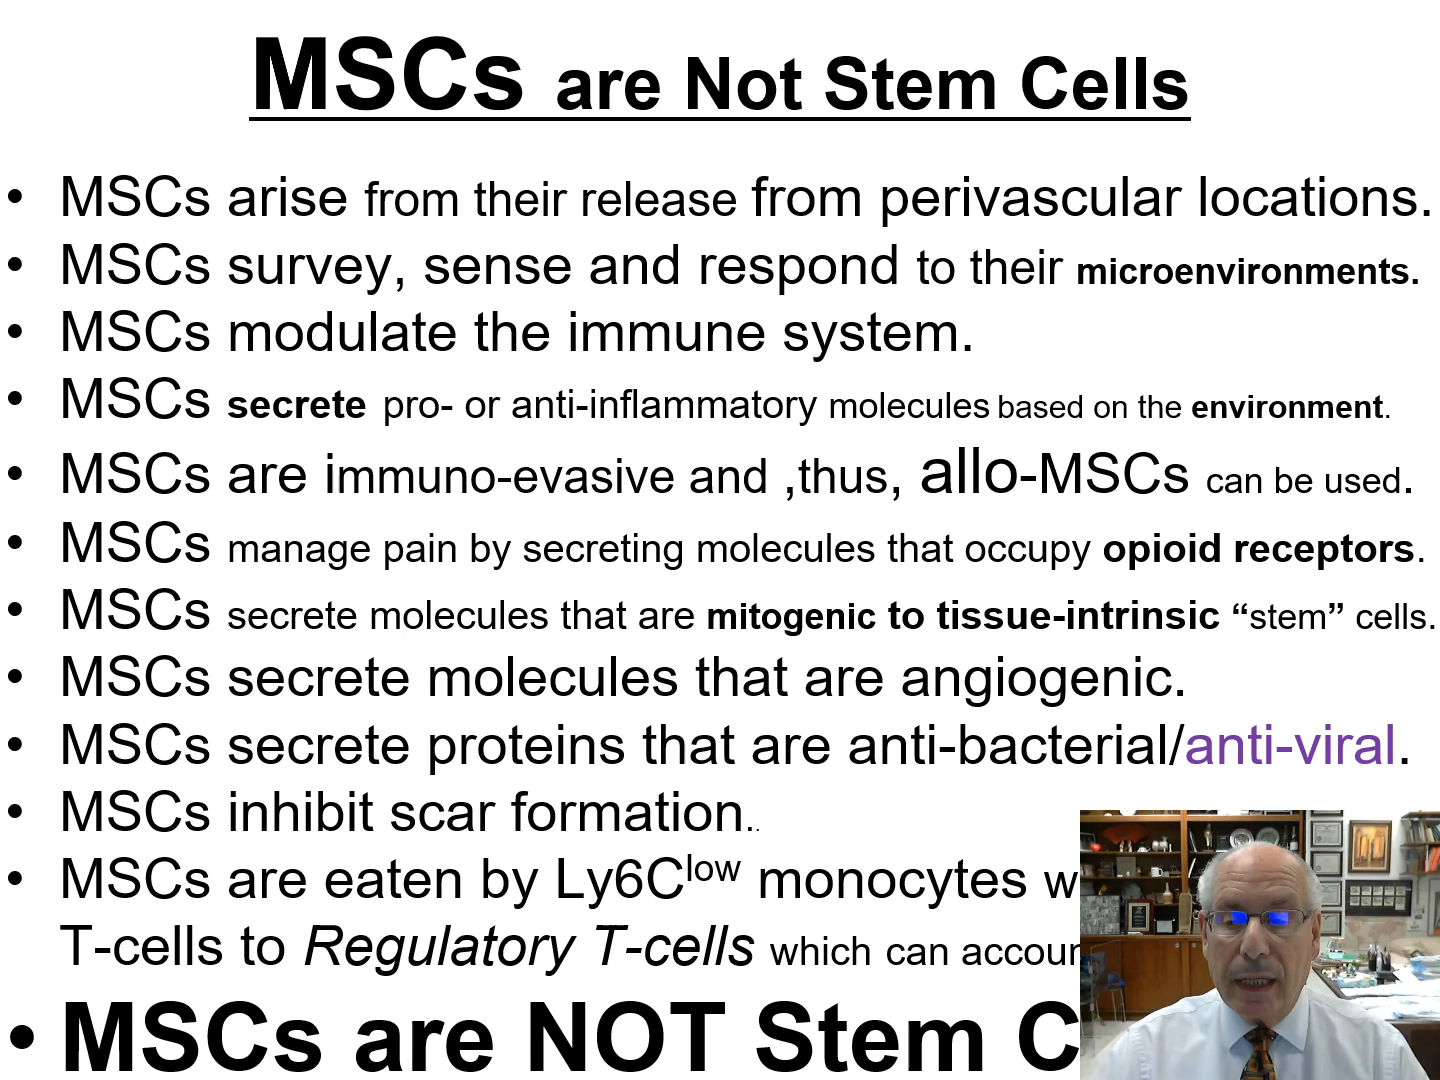 MSCs are Not Stem Cells
• MSCs arise from their release from perivascular locations.
• MSCs survey, sense and respond to their microenvironments.
• MSCs modulate the immune system.
• MSCs secrete pro- or anti-inflammatory molecules based on the environment.
• MSCs are immuno-evasive and ,thus, allo-MSCs can be used.
• MSCs manage pain by secreting molecules that occupy opioid receptors.
• MSCs secrete molecules that are mitogenic to tissue-intrinsic “stem” cells.
• MSCs secrete molecules that are angiogenic.
• MSCs secrete proteins that are anti-bacterial/anti-viral.
• MSCs inhibit scar formation..
• MSCs are eaten by Ly6Clow monocytes
T-cells to Regulatory T-cells which can
• MSCs are NOT Stem